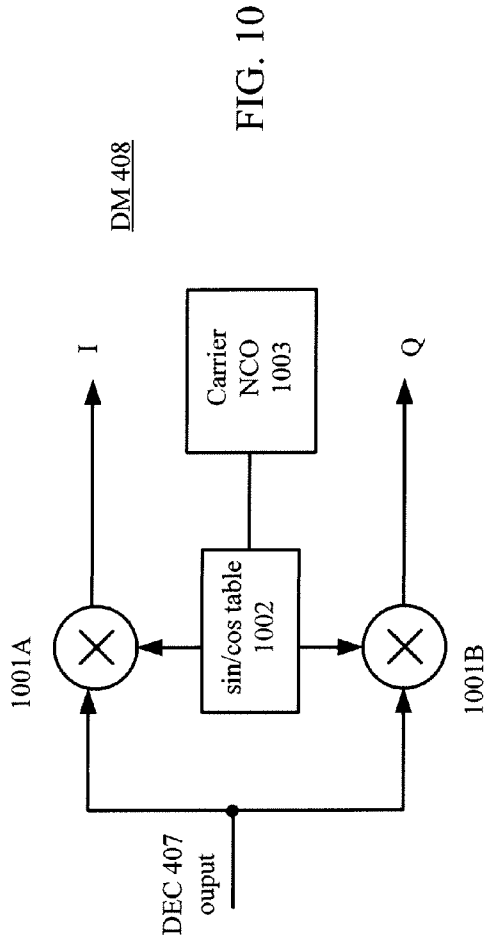 FIG. 10
DM 408
1001A
I
DEC 407
ouput
sin/cos table
1002
Carrier
NCO
1003
Q
1001B